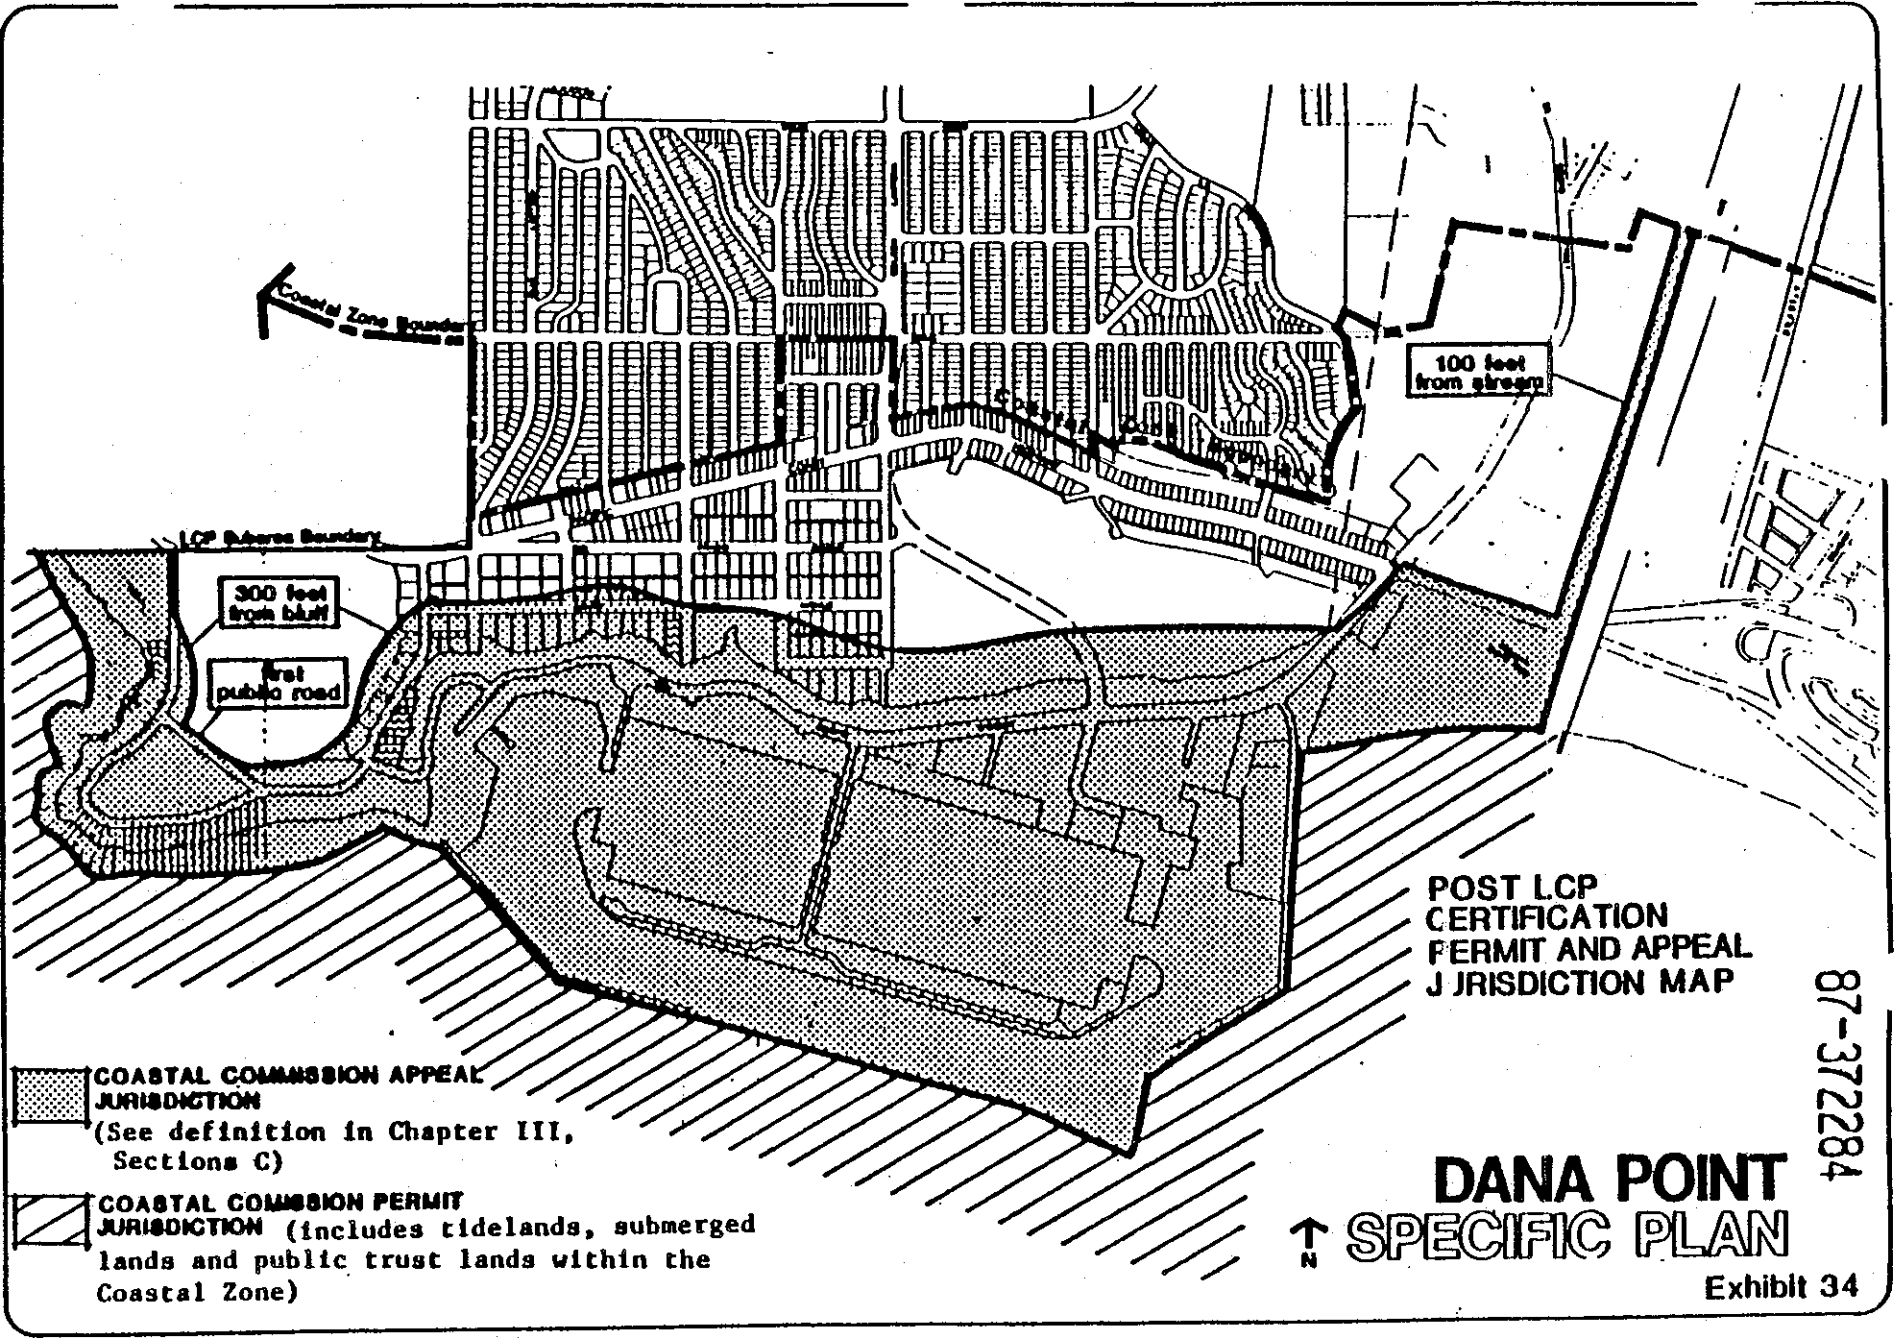 Coastal Zone Boundary
Coastal Zone Boundary
100 feet
from stream
LCP Subarea Boundary
300 feet
from bluff
first
public road
POST LCP
CERTIFICATION
PERMIT AND APPEAL
JURISDICTION MAP
87-372284
COASTAL COMMISSION APPEAL
JURISDICTION
(See definition in Chapter III,
Sections C)
COASTAL COMMISSION PERMIT
JURISDICTION (includes tidelands, submerged
lands and public trust lands within the
Coastal Zone)
DANA POINT
SPECIFIC PLAN
N
Exhibit 34